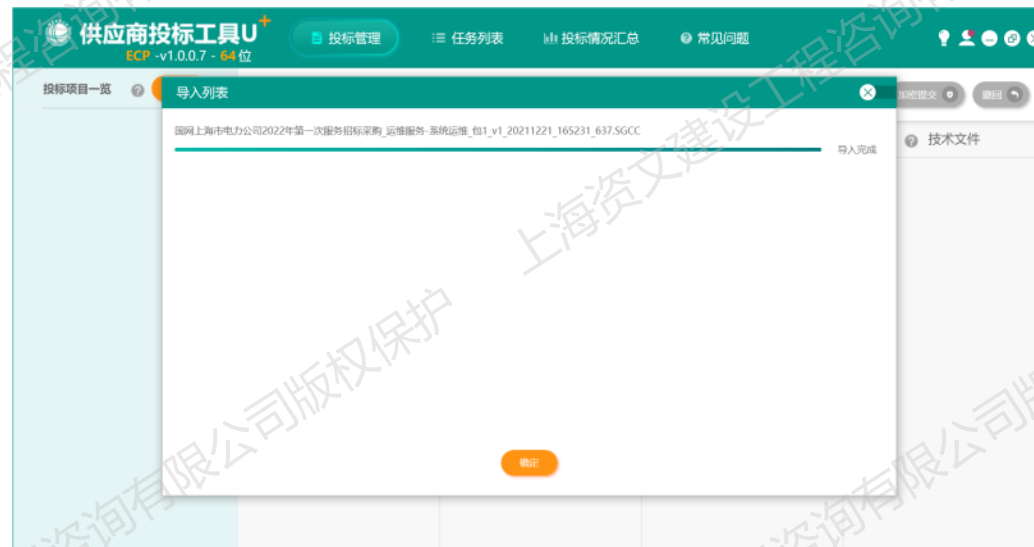 供应商投标工具U+
ECP -v1.0.0.7 - 64位
投标管理
任务列表
投标情况汇总
常见问题
投标项目一览
导入列表
加密提交
撤回
国网上海市电力公司2022年第一次服务招标采购_运维服务-系统运维_包1_v1_20211221_165231_637.SGCC
导入完成
技术文件
确定
上海资文建设工程咨询有限公司版权保护